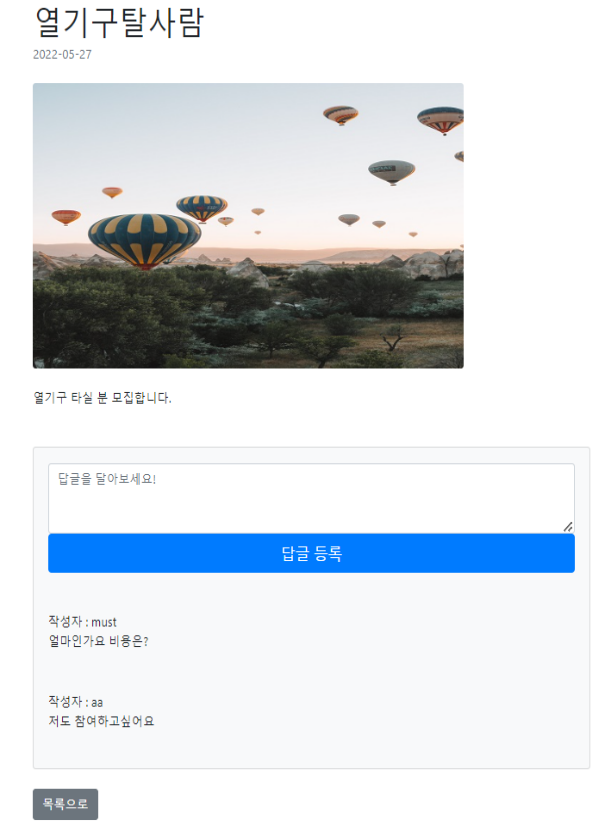 열기구탈사람
2022-05-27
열기구 타실 분 모집합니다.
답글을 달아보세요!
답글 등록
작성자 : must
얼마인가요 비용은?
작성자 : aa
저도 참여하고싶어요
목록으로